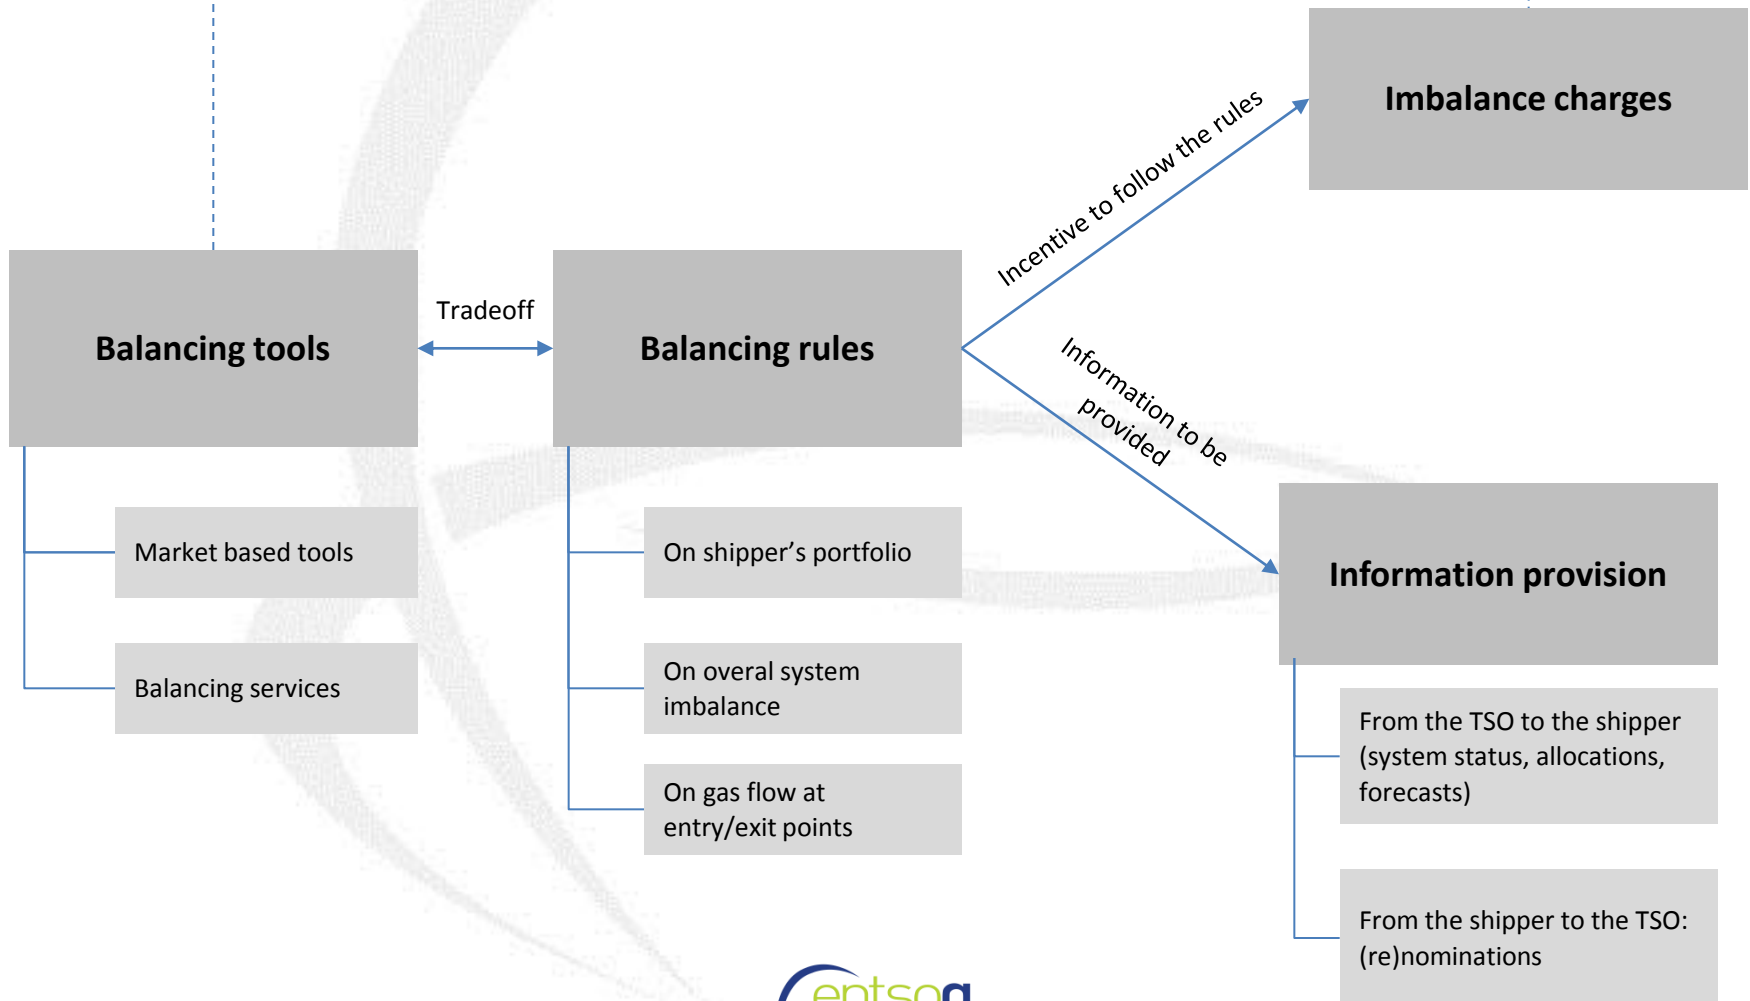 Imbalance charges
Incentive to follow the rules
Balancing tools
Tradeoff
Balancing rules
Information to be
provided
Market based tools
Balancing services
On shipper's portfolio
On overal system
imbalance
On gas flow at
entry/exit points
Information provision
From the TSO to the shipper
(system status, allocations,
forecasts)
From the shipper to the TSO:
(re)nominations
entsog